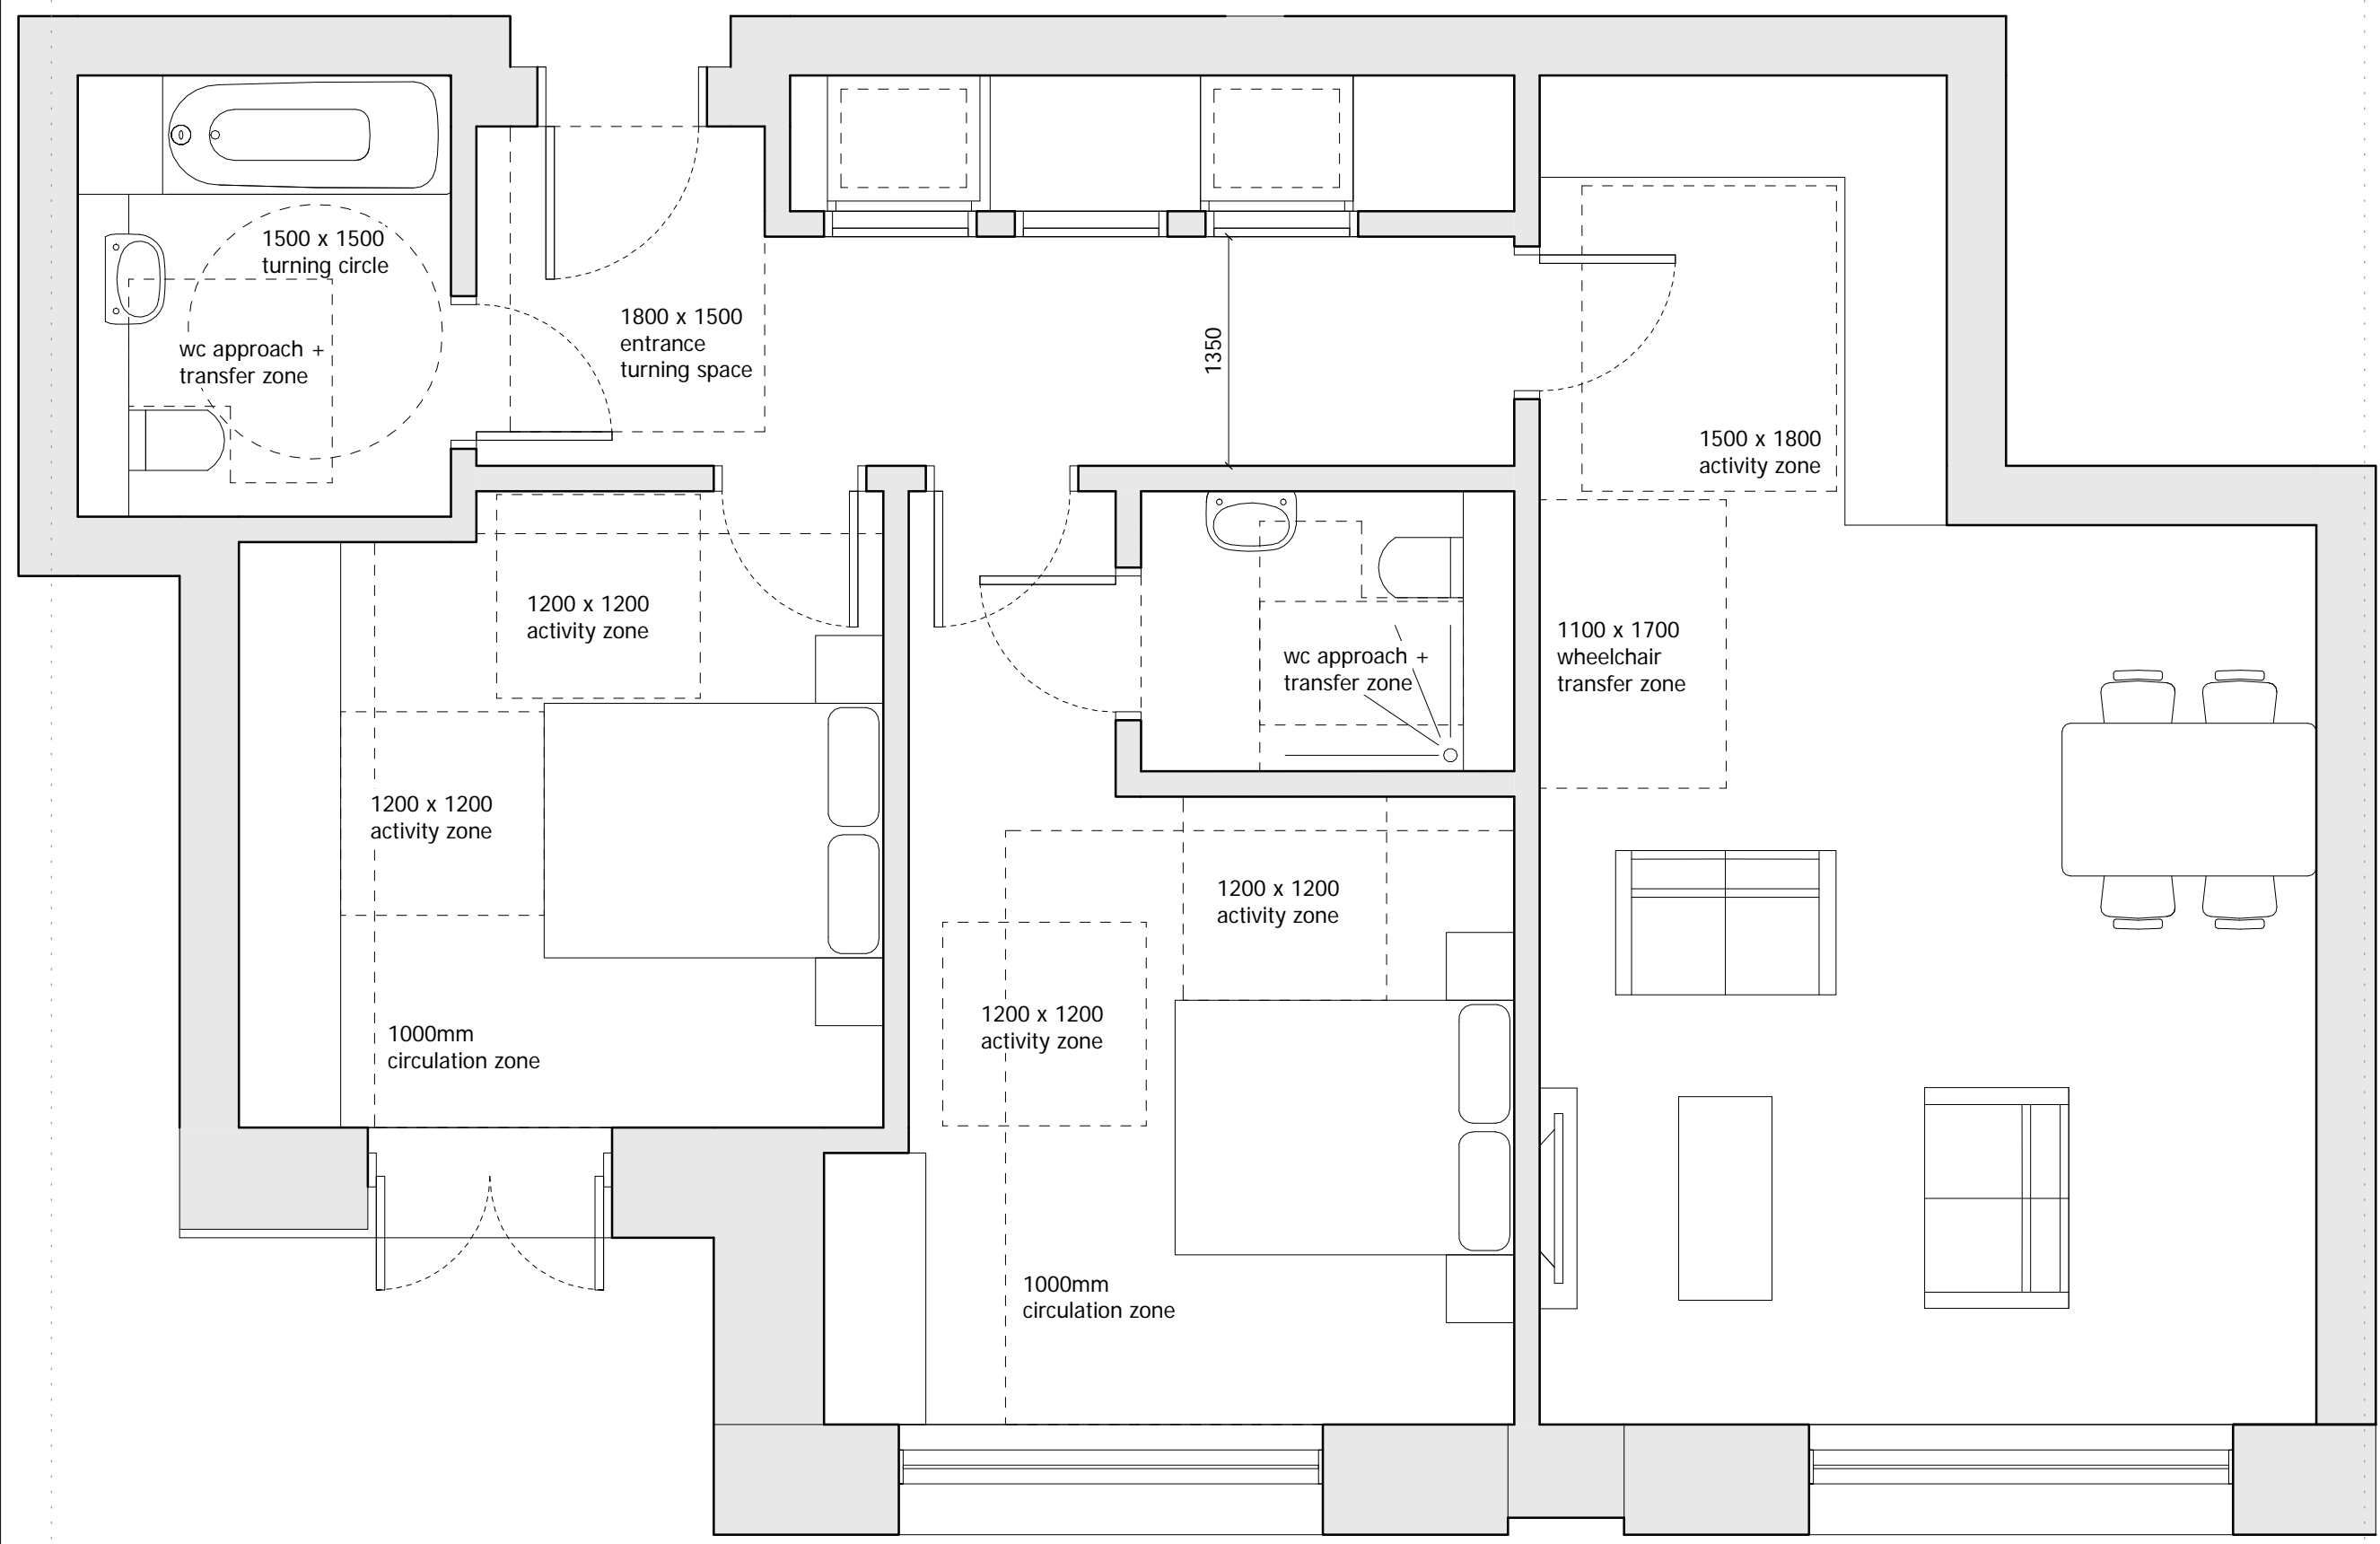 1500 x 1500
turning circle
wc approach +
transfer zone
1800 x 1500
entrance
turning space
1350
1500 x 1800
activity zone
1200 x 1200
activity zone
wc approach +
transfer zone
1100 x 1700
wheelchair
transfer zone
1200 x 1200
activity zone
1200 x 1200
activity zone
1200 x 1200
activity zone
1000mm
circulation zone
1000mm
circulation zone